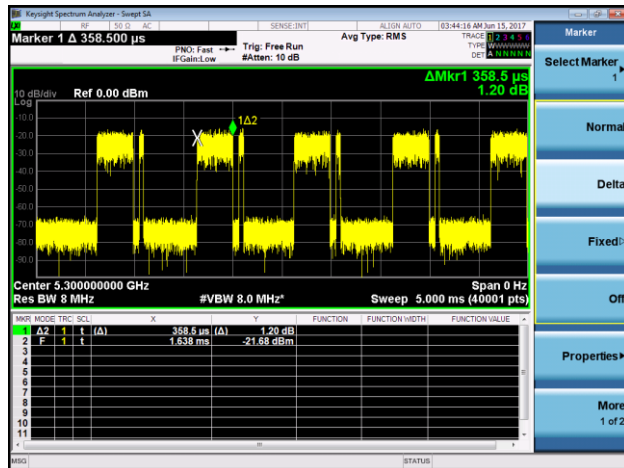 Keysight Spectrum Analyzer - Swept SA
RF 50 Ω AC SENSE:INT ALIGN AUTO 03:44:16 AM Jun 15, 2017
Marker 1 Δ 358.500 µs
PNO: Fast
IFGain:Low
Trig: Free Run
#Atten: 10 dB
Avg Type: RMS
TRACE 1 2 3 4 5 6
TYPE WWWWWW
DET A N N N N N
Marker
Select Marker
1
Normal
Delta
Fixed
Off
Properties
More
1 of 2
ΔMkr1 358.5 µs
1.20 dB
10 dB/div Ref 0.00 dBm
Log
-10.0
-20.0
-30.0
-40.0
-50.0
-60.0
-70.0
-80.0
-90.0
1Δ2
Center 5.300000000 GHz Span 0 Hz
Res BW 8 MHz #VBW 8.0 MHz* Sweep 5.000 ms (40001 pts)
MKR MODE TRC SCL X Y FUNCTION FUNCTION WIDTH FUNCTION VALUE
1 Δ2 1 t (Δ) 358.5 µs (Δ) 1.20 dB
2 F 1 t 1.638 ms -21.68 dBm
3
4
5
6
7
8
9
10
11
MSG STATUS